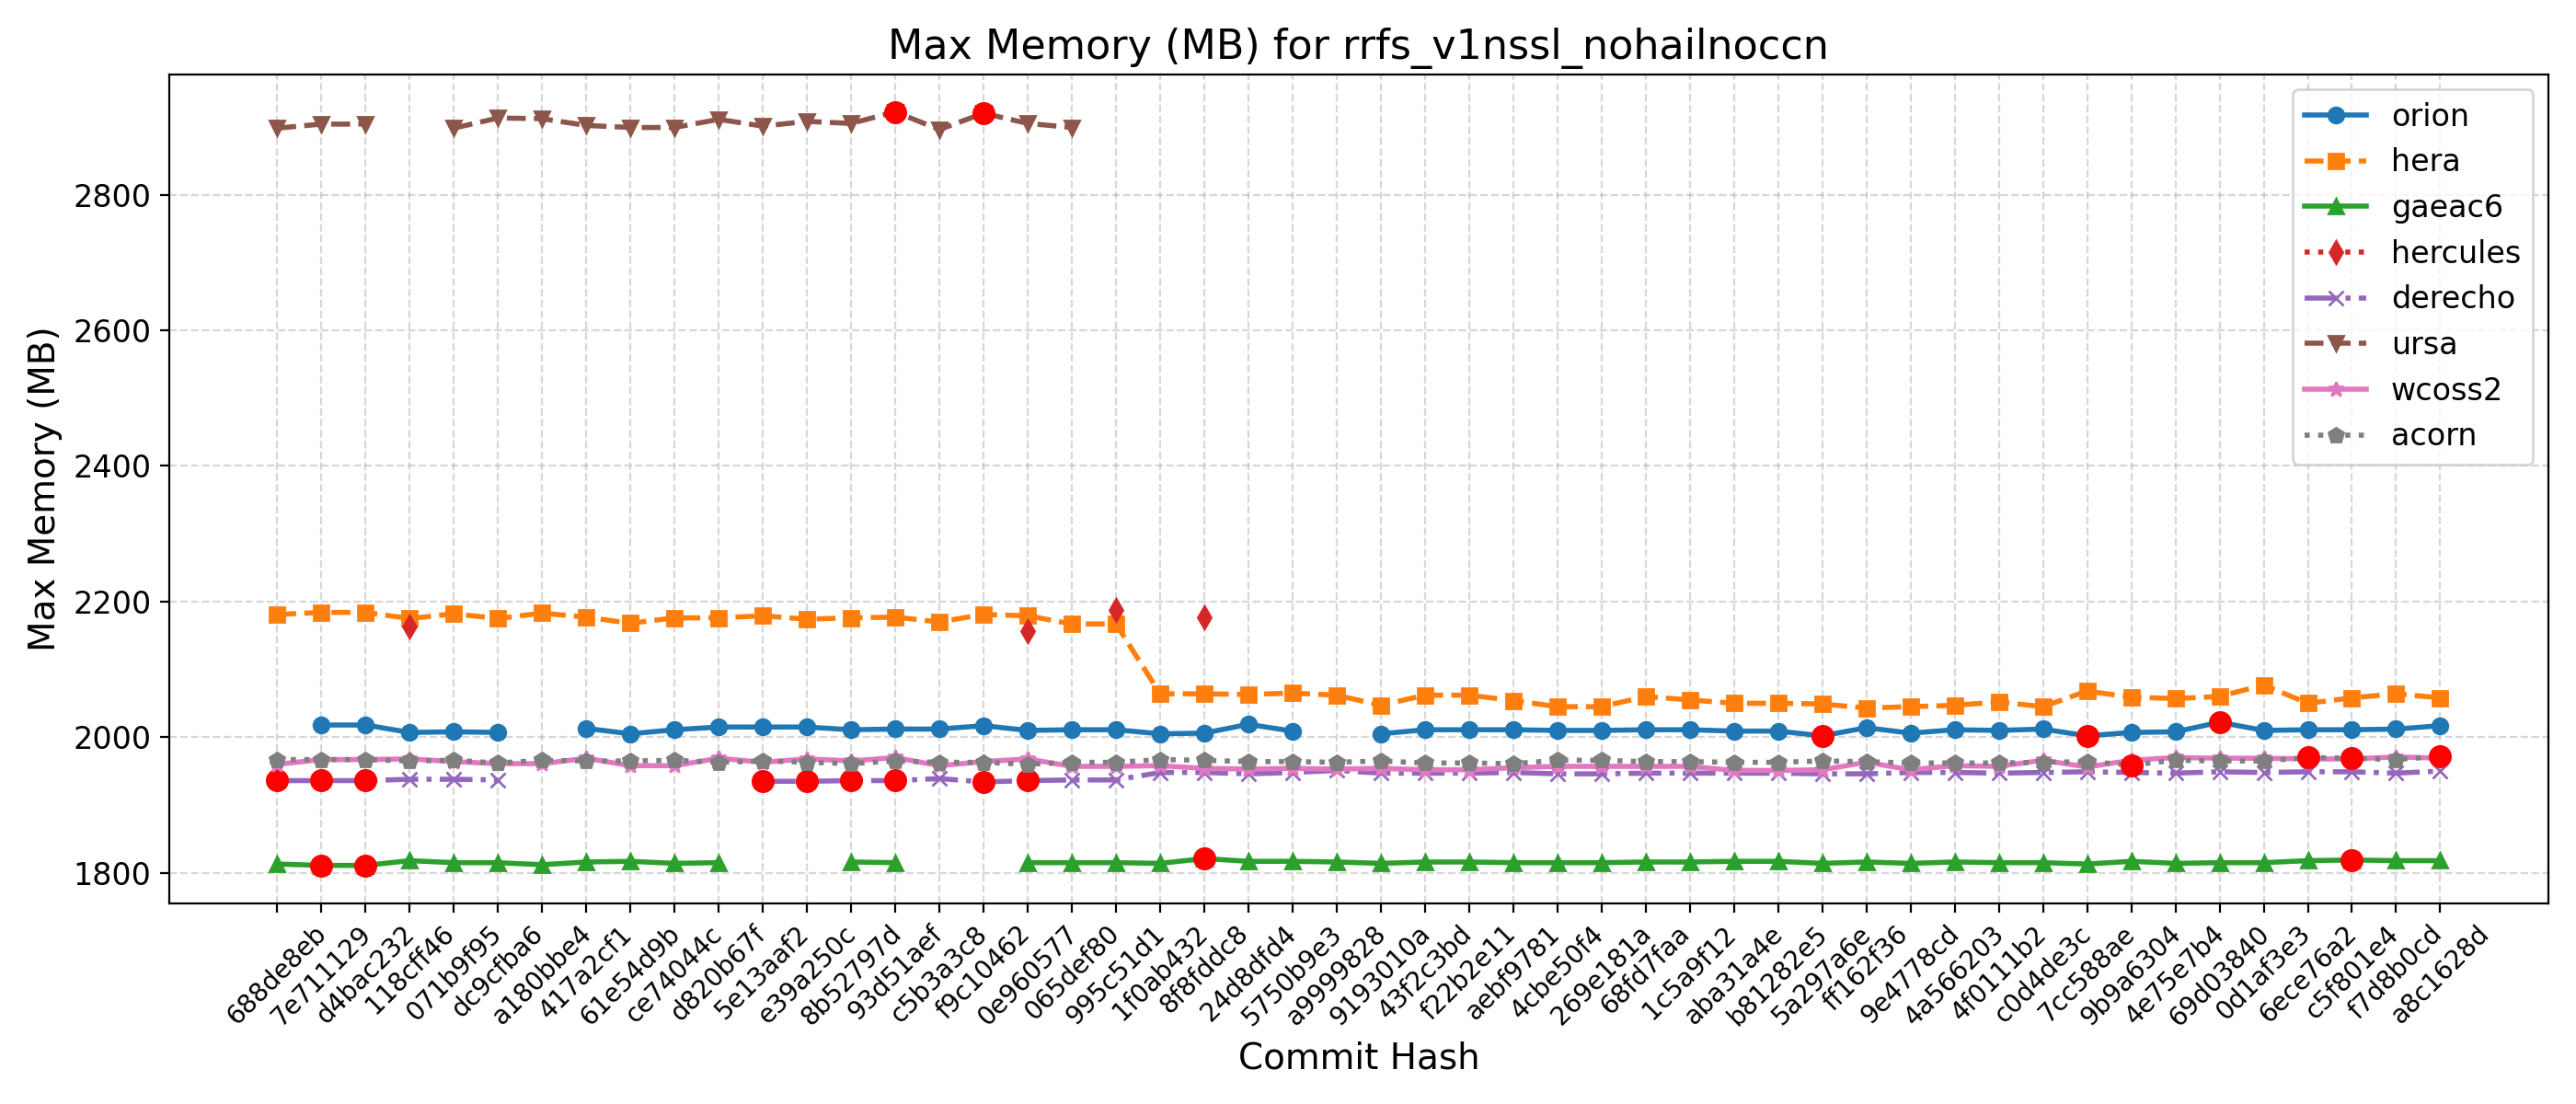 Max Memory (MB) for rrfs_v1nssl_nohailnoccn
Max Memory (MB)
2800
2600
2400
2200
2000
1800
orion
hera
gaeac6
hercules
derecho
ursa
wcoss2
acorn
688de8eb
7e711129
d4bac232
118cff46
071b9f95
dc9cfba6
a180bbe4
417a2cf1
61e54d9b
ce74044c
d820b67f
5e13aaf2
e39a250c
8b52797d
93d51aef
c5b3a3c8
f9c10462
0e960577
065def80
995c51d1
1f0ab432
8f8fddc8
24d8dfd4
5750b9e3
a9999828
9193010a
43f2c3bd
f22b2e11
aebf9781
4cbe50f4
269e181a
68fd7faa
1c5a9f12
aba31a4e
b81282e5
5a297a6e
ff162f36
9e4778cd
4a566203
4f0111b2
c0d4de3c
7cc588ae
9b9a6304
4e75e7b4
69d03840
0d1af3e3
6ece76a2
c5f801e4
f7d8b0cd
a8c1628d
Commit Hash